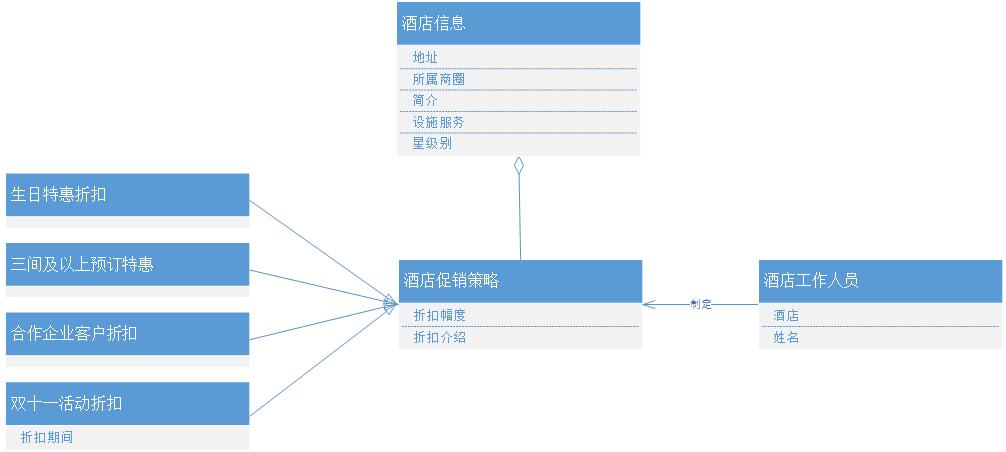 酒店信息
地址
所属商圈
简介
设施服务
星级别
生日特惠折扣
三间及以上预订特惠
合作企业客户折扣
双十一活动折扣
折扣期间
酒店促销策略
折扣幅度
折扣介绍
制定
酒店工作人员
酒店
姓名